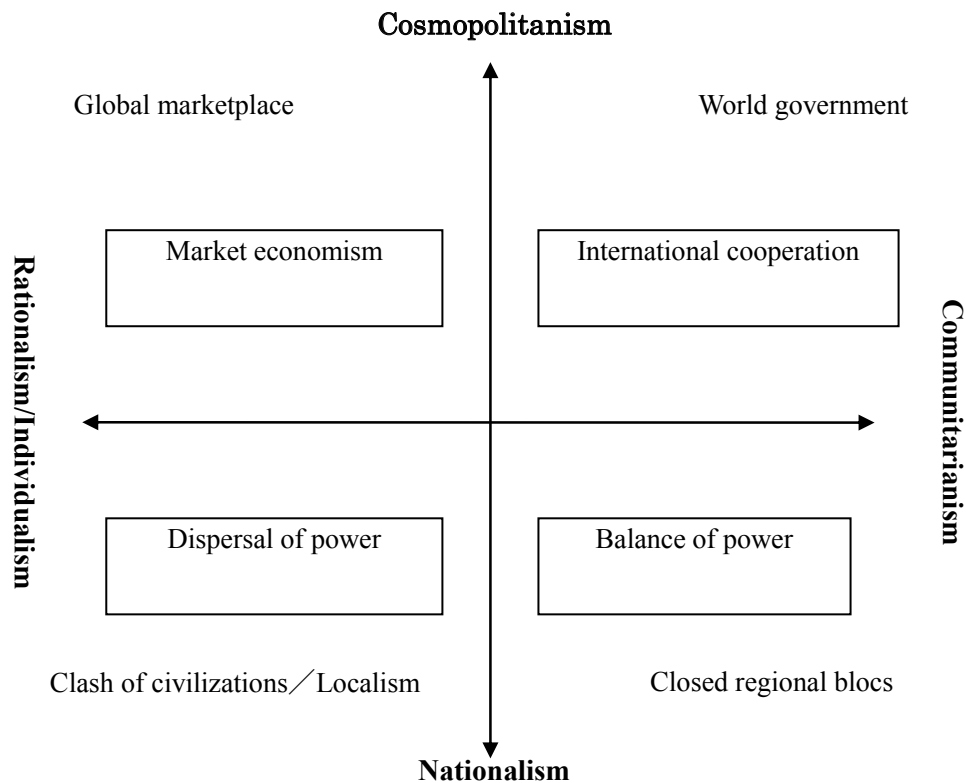 Cosmopolitanism
Global marketplace
World government
Market economism
International cooperation
Rationalism/Individualism
Communitarianism
Dispersal of power
Balance of power
Clash of civilizations／Localism
Closed regional blocs
Nationalism